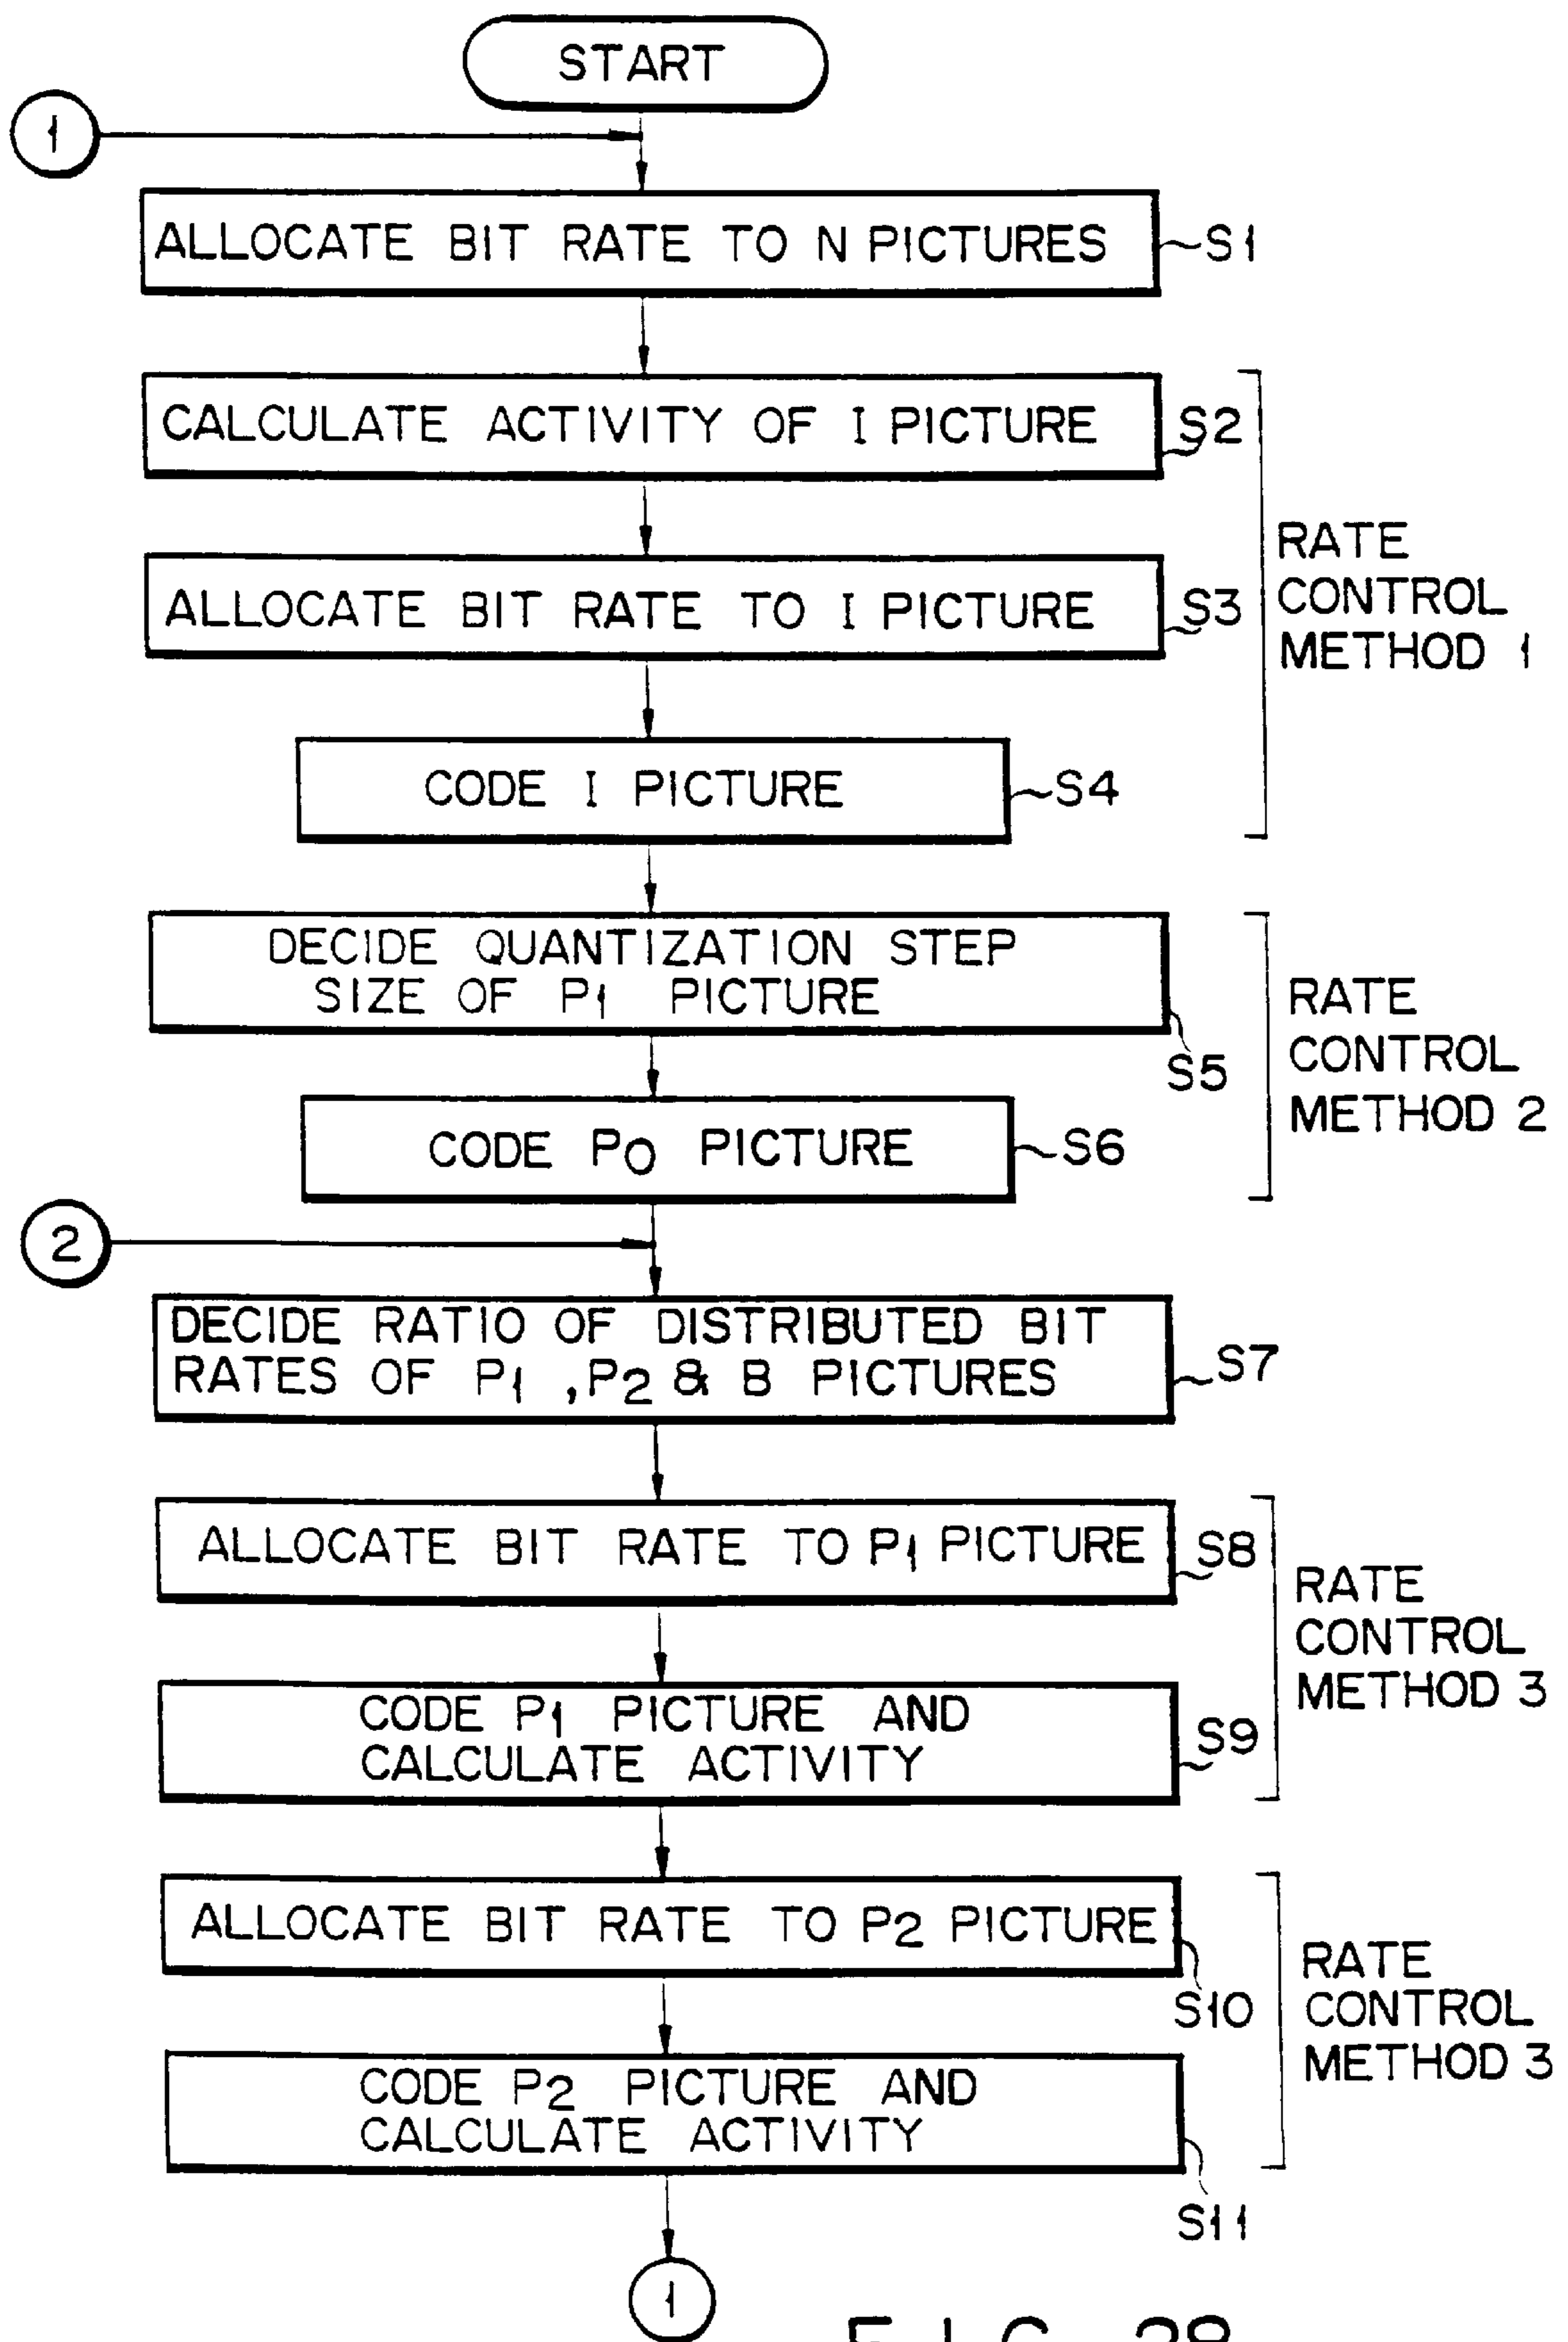 START
1
ALLOCATE BIT RATE TO N PICTURES
S1
CALCULATE ACTIVITY OF I PICTURE
S2
ALLOCATE BIT RATE TO I PICTURE
S3
RATE
CONTROL
METHOD 1
CODE I PICTURE
S4
DECIDE QUANTIZATION STEP
SIZE OF P1 PICTURE
S5
RATE
CONTROL
METHOD 2
CODE P0 PICTURE
S6
2
DECIDE RATIO OF DISTRIBUTED BIT
RATES OF P1 ,P2 & B PICTURES
S7
ALLOCATE BIT RATE TO P1 PICTURE
S8
RATE
CONTROL
METHOD 3
CODE P1 PICTURE AND
CALCULATE ACTIVITY
S9
ALLOCATE BIT RATE TO P2 PICTURE
S10
RATE
CONTROL
METHOD 3
CODE P2 PICTURE AND
CALCULATE ACTIVITY
S11
1